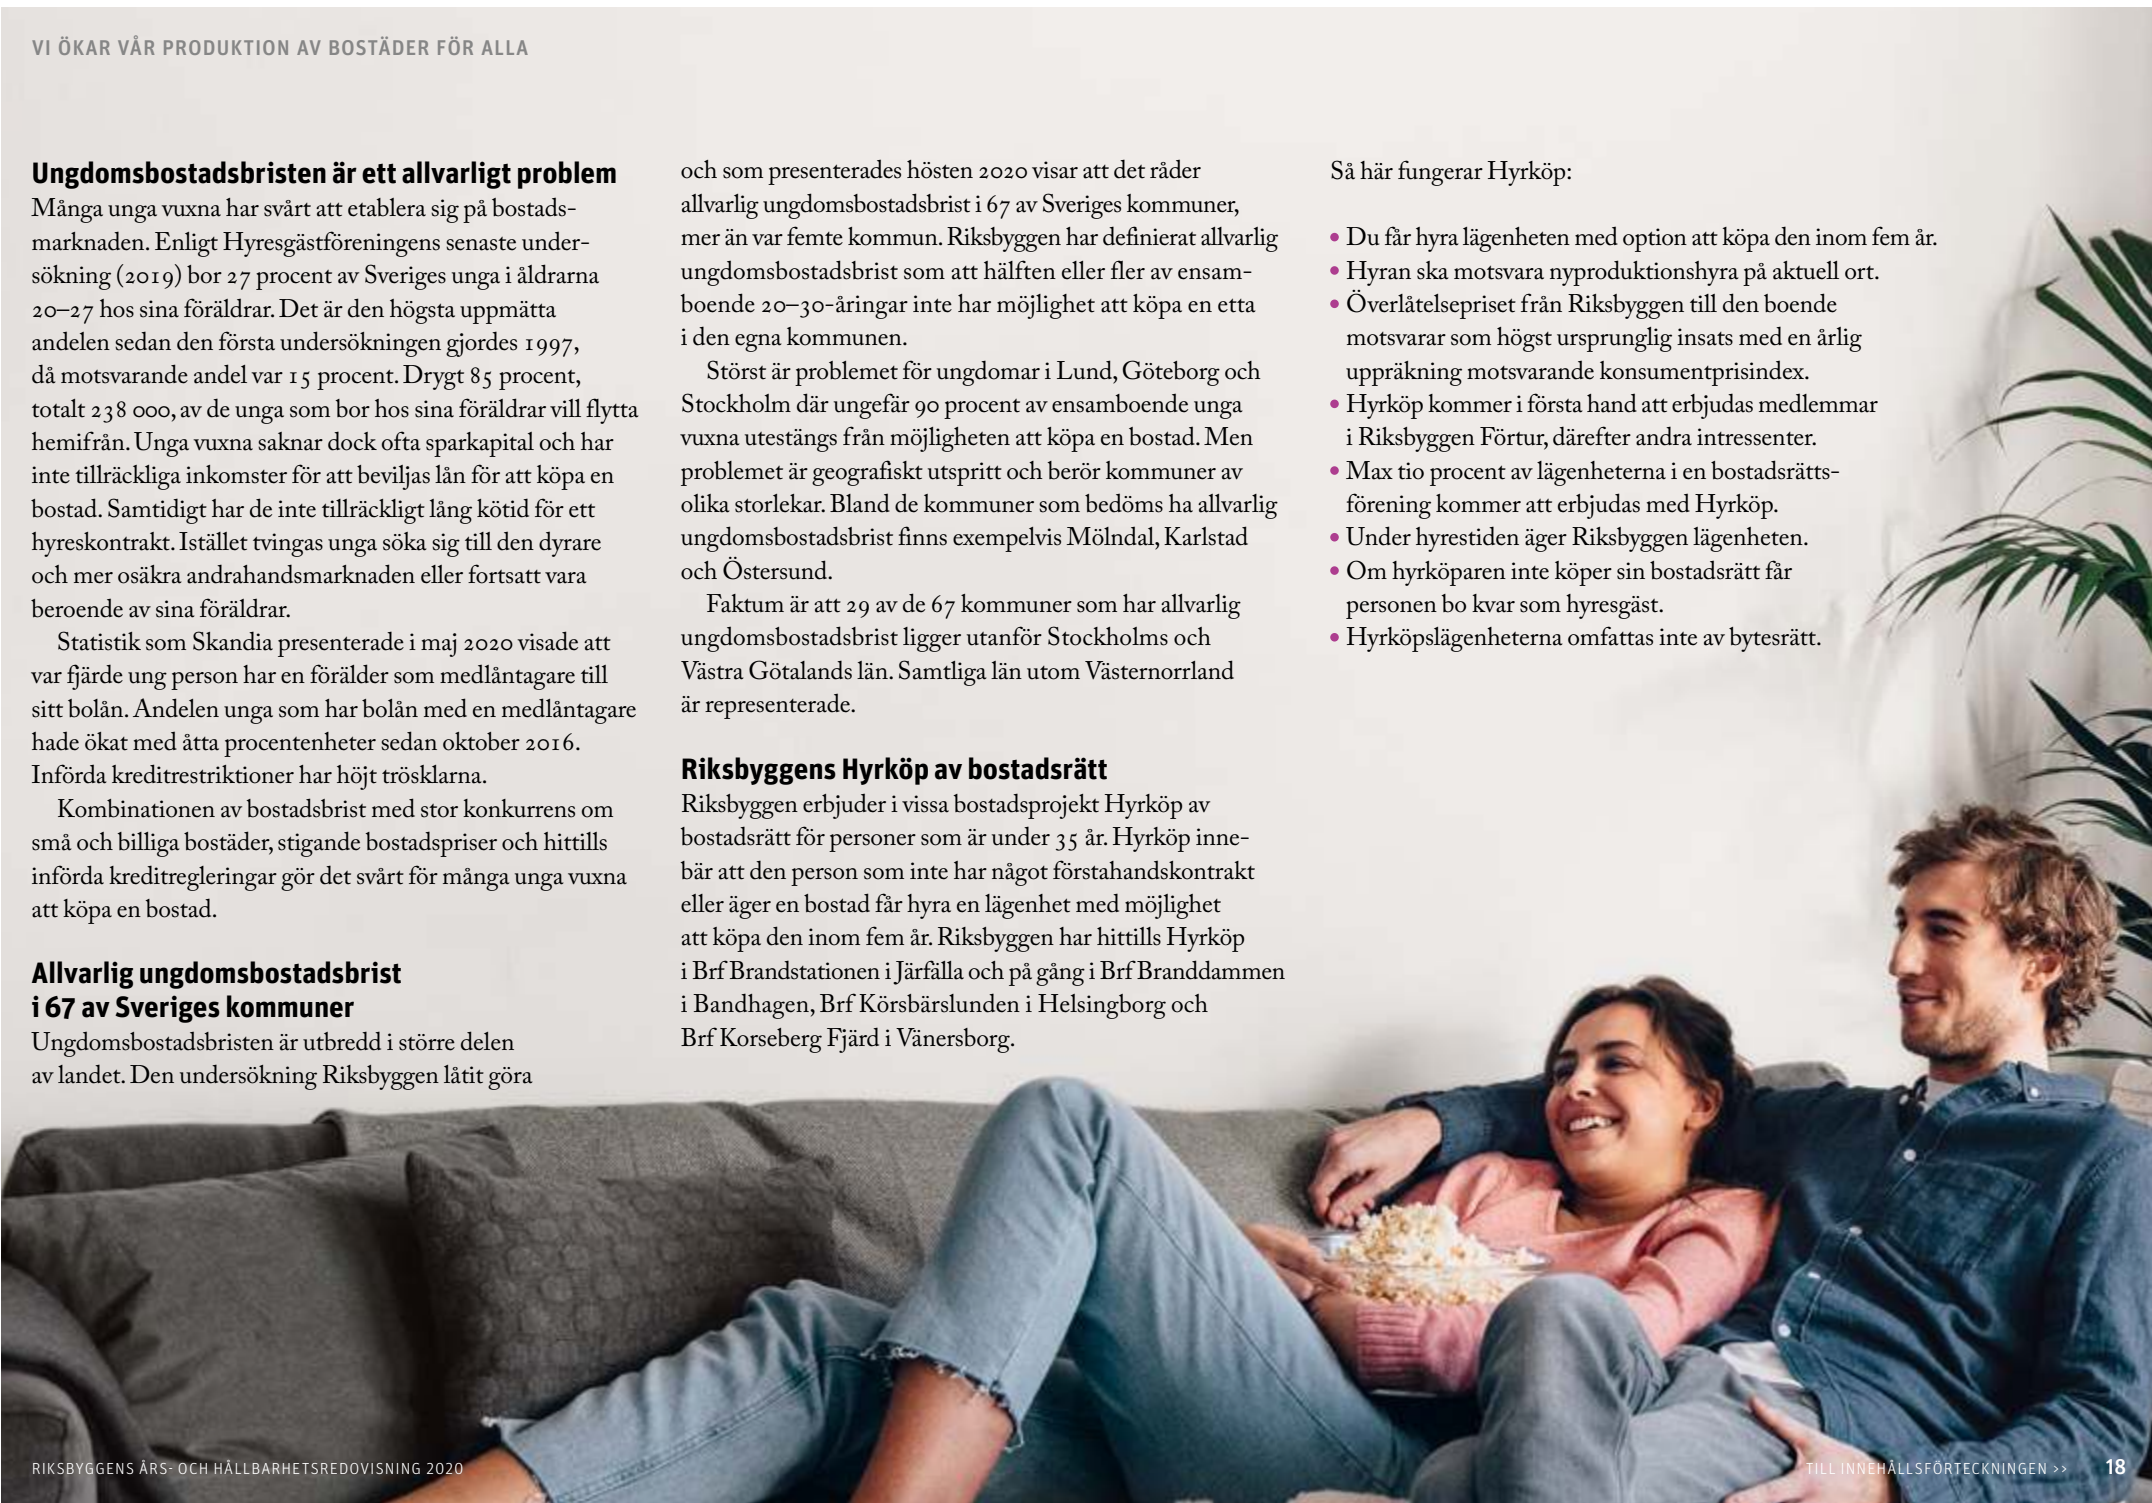 VI ÖKAR VÅR PRODUKTION AV BOSTÄDER FÖR ALLA
Ungdomsbostadsbristen är ett allvarligt problem
Många unga vuxna har svårt att etablera sig på bostads-
marknaden. Enligt Hyresgästföreningens senaste under-
sökning (2019) bor 27 procent av Sveriges unga i åldrarna
20–27 hos sina föräldrar. Det är den högsta uppmätta
andelen sedan den första undersökningen gjordes 1997,
då motsvarande andel var 15 procent. Drygt 85 procent,
totalt 238 000, av de unga som bor hos sina föräldrar vill flytta
hemifrån. Unga vuxna saknar dock ofta sparkapital och har
inte tillräckliga inkomster för att beviljas lån för att köpa en
bostad. Samtidigt har de inte tillräckligt lång kötid för ett
hyreskontrakt. Istället tvingas unga söka sig till den dyrare
och mer osäkra andrahandsmarknaden eller fortsatt vara
beroende av sina föräldrar.
Statistik som Skandia presenterade i maj 2020 visade att
var fjärde ung person har en förälder som medlåntagare till
sitt bolån. Andelen unga som har bolån med en medlåntagare
hade ökat med åtta procentenheter sedan oktober 2016.
Införda kreditrestriktioner har höjt trösklarna.
Kombinationen av bostadsbrist med stor konkurrens om
små och billiga bostäder, stigande bostadspriser och hittills
införda kreditregleringar gör det svårt för många unga vuxna
att köpa en bostad.
Allvarlig ungdomsbostadsbrist
i 67 av Sveriges kommuner
Ungdomsbostadsbristen är utbredd i större delen
av landet. Den undersökning Riksbyggen låtit göra
och som presenterades hösten 2020 visar att det råder
allvarlig ungdomsbostadsbrist i 67 av Sveriges kommuner,
mer än var femte kommun. Riksbyggen har definierat allvarlig
ungdomsbostadsbrist som att hälften eller fler av ensam-
boende 20–30-åringar inte har möjlighet att köpa en etta
i den egna kommunen.
Störst är problemet för ungdomar i Lund, Göteborg och
Stockholm där ungefär 90 procent av ensamboende unga
vuxna utestängs från möjligheten att köpa en bostad. Men
problemet är geografiskt utspritt och berör kommuner av
olika storlekar. Bland de kommuner som bedöms ha allvarlig
ungdomsbostadsbrist finns exempelvis Mölndal, Karlstad
och Östersund.
Faktum är att 29 av de 67 kommuner som har allvarlig
ungdomsbostadsbrist ligger utanför Stockholms och
Västra Götalands län. Samtliga län utom Västernorrland
är representerade.
Riksbyggens Hyrköp av bostadsrätt
Riksbyggen erbjuder i vissa bostadsprojekt Hyrköp av
bostadsrätt för personer som är under 35 år. Hyrköp inne-
bär att den person som inte har något förstahandskontrakt
eller äger en bostad får hyra en lägenhet med möjlighet
att köpa den inom fem år. Riksbyggen har hittills Hyrköp
i Brf Brandstationen i Järfälla och på gång i Brf Branddammen
i Bandhagen, Brf Körsbärslunden i Helsingborg och
Brf Korseberg Fjärd i Vänersborg.
Så här fungerar Hyrköp:
• Du får hyra lägenheten med option att köpa den inom fem år.
• Hyran ska motsvara nyproduktionshyra på aktuell ort.
• Överlåtelsepriset från Riksbyggen till den boende
motsvarar som högst ursprunglig insats med en årlig
uppräkning motsvarande konsumentprisindex.
• Hyrköp kommer i första hand att erbjudas medlemmar
i Riksbyggen Förtur, därefter andra intressenter.
• Max tio procent av lägenheterna i en bostadsrätts-
förening kommer att erbjudas med Hyrköp.
• Under hyrestiden äger Riksbyggen lägenheten.
• Om hyrköparen inte köper sin bostadsrätt får
personen bo kvar som hyresgäst.
• Hyrköpslägenheterna omfattas inte av bytesrätt.
RIKSBYGGENS ÅRS- OCH HÅLLBARHETSREDOVISNING 2020
TILL INNEHÅLLSFÖRTECKNINGEN >>
18